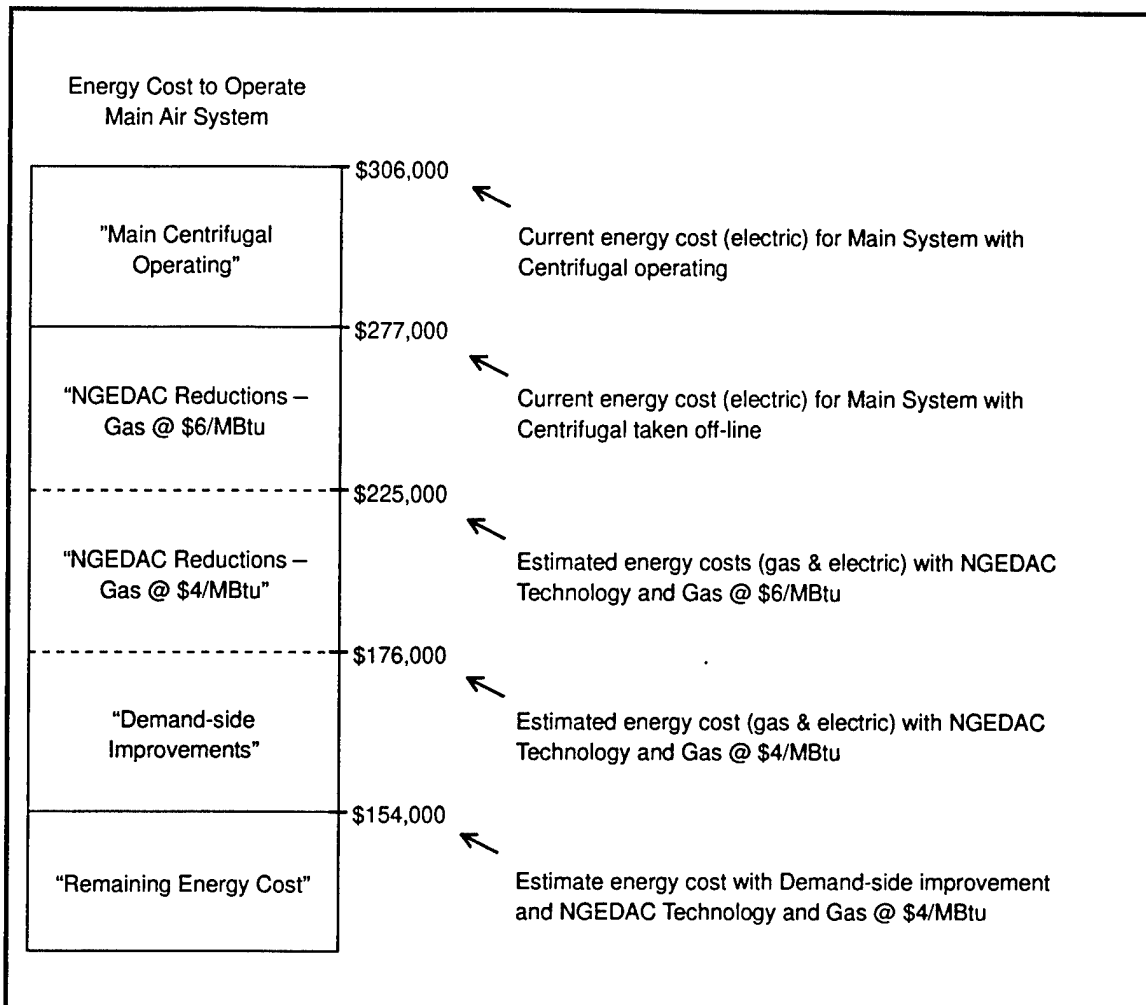 Energy Cost to Operate
Main Air System
$306,000
"Main Centrifugal
Operating"
Current energy cost (electric) for Main System with
Centrifugal operating
$277,000
"NGEDAC Reductions –
Gas @ $6/MBtu
Current energy cost (electric) for Main System with
Centrifugal taken off-line
$225,000
"NGEDAC Reductions –
Gas @ $4/MBtu"
Estimated energy costs (gas & electric) with NGEDAC
Technology and Gas @ $6/MBtu
$176,000
"Demand-side
Improvements"
Estimated energy cost (gas & electric) with NGEDAC
Technology and Gas @ $4/MBtu
$154,000
"Remaining Energy Cost"
Estimate energy cost with Demand-side improvement
and NGEDAC Technology and Gas @ $4/MBtu